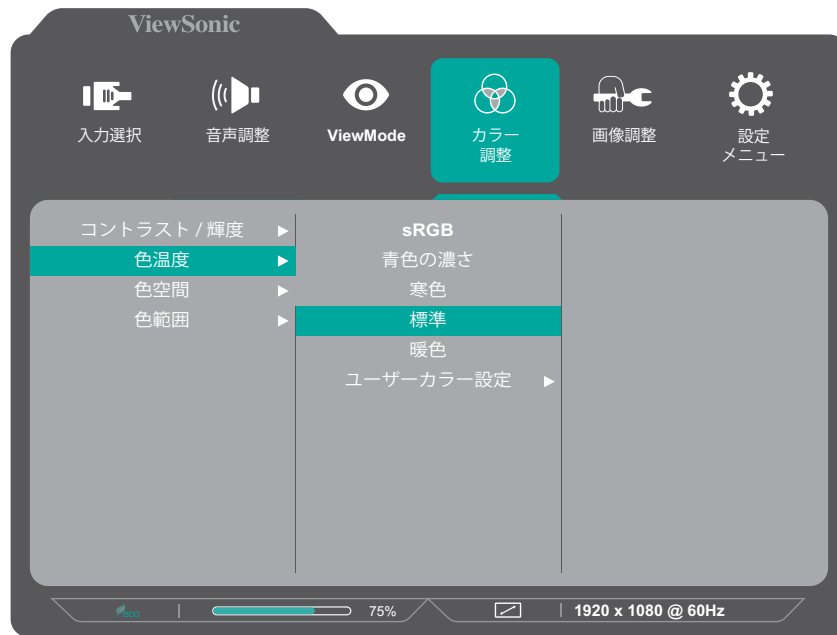 ViewSonic
入力選択
音声調整
ViewMode
カラー
調整
画像調整
設定
メニュー
コントラスト / 輝度
色温度
色空間
色範囲
sRGB
青色の濃さ
寒色
標準
暖色
ユーザーカラー設定
eco
75%
1920 x 1080 @ 60Hz